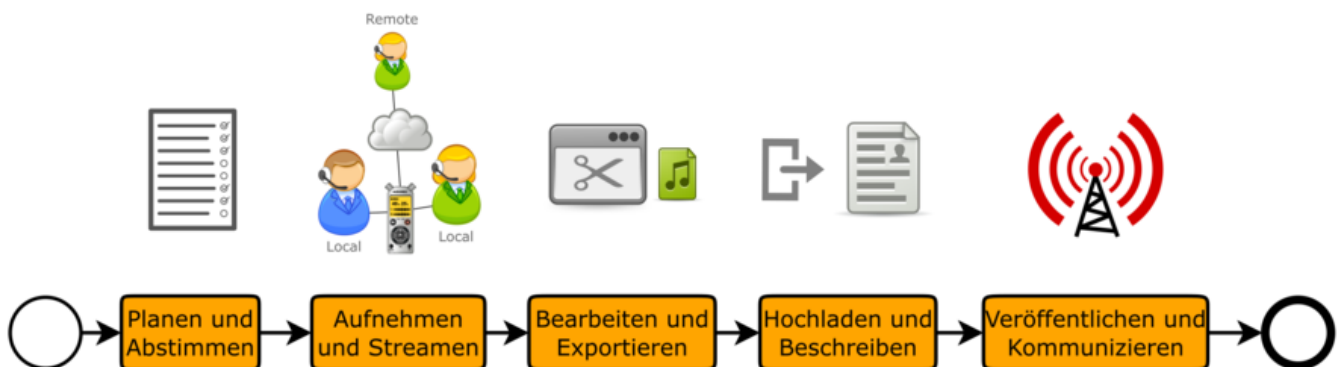 Remote
Local
Local
Planen und
Abstimmen
Aufnehmen
und Streamen
Bearbeiten und
Exportieren
Hochladen und
Beschreiben
Veröffentlichen und
Kommunizieren